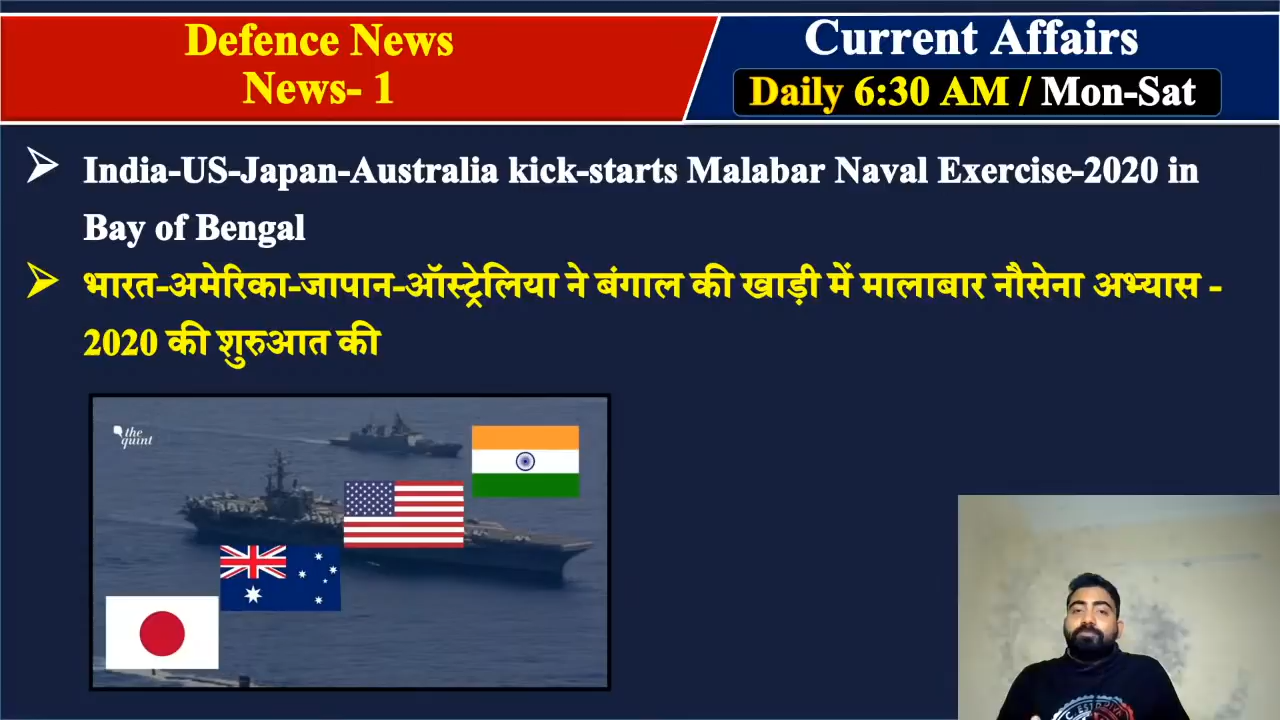 Defence News
News- 1
Current Affairs
Daily 6:30 AM / Mon-Sat
India-US-Japan-Australia kick-starts Malabar Naval Exercise-2020 in
Bay of Bengal
भारत-अमेरिका-जापान-ऑस्ट्रेलिया ने बंगाल की खाड़ी में मालाबार नौसेना अभ्यास -
2020 की शुरुआत की
the
quint